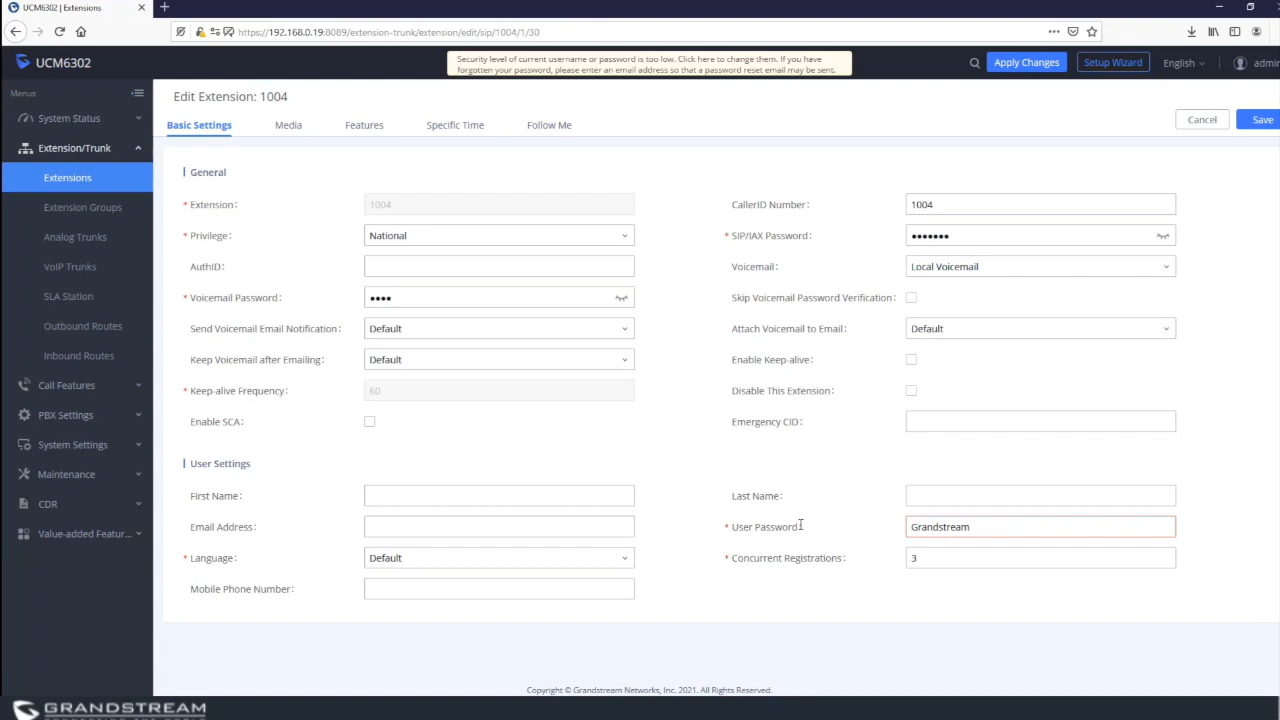 UCM6302 | Extensions
https://192.168.0.19:8089/extension-trunk/extension/edit/sip/1004/1/30
UCM6302
Security level of current username or password is too low. Click here to change them. If you have
forgotten your password, please enter an email address so that a password reset email may be sent.
Apply Changes
Setup Wizard
English
admin
Menus
System Status
Extension/Trunk
Extensions
Extension Groups
Analog Trunks
VoIP Trunks
SLA Station
Outbound Routes
Inbound Routes
Call Features
PBX Settings
System Settings
Maintenance
CDR
Value-added Featur...
Edit Extension: 1004
Basic Settings Media Features Specific Time Follow Me
Cancel Save
General
* Extension: 1004 CallerID Number: 1004
* Privilege: National * SIP/IAX Password: •••••••
AuthID: Voicemail: Local Voicemail
* Voicemail Password: •••• Skip Voicemail Password Verification:
Send Voicemail Email Notification: Default Attach Voicemail to Email: Default
Keep Voicemail after Emailing: Default Enable Keep-alive:
* Keep-alive Frequency: 60 Disable This Extension:
Enable SCA: Emergency CID:
User Settings
First Name: Last Name:
Email Address: * User Password: Grandstream
* Language: Default * Concurrent Registrations: 3
Mobile Phone Number:
Copyright © Grandstream Networks, Inc. 2021. All Rights Reserved.
GRANDSTREAM